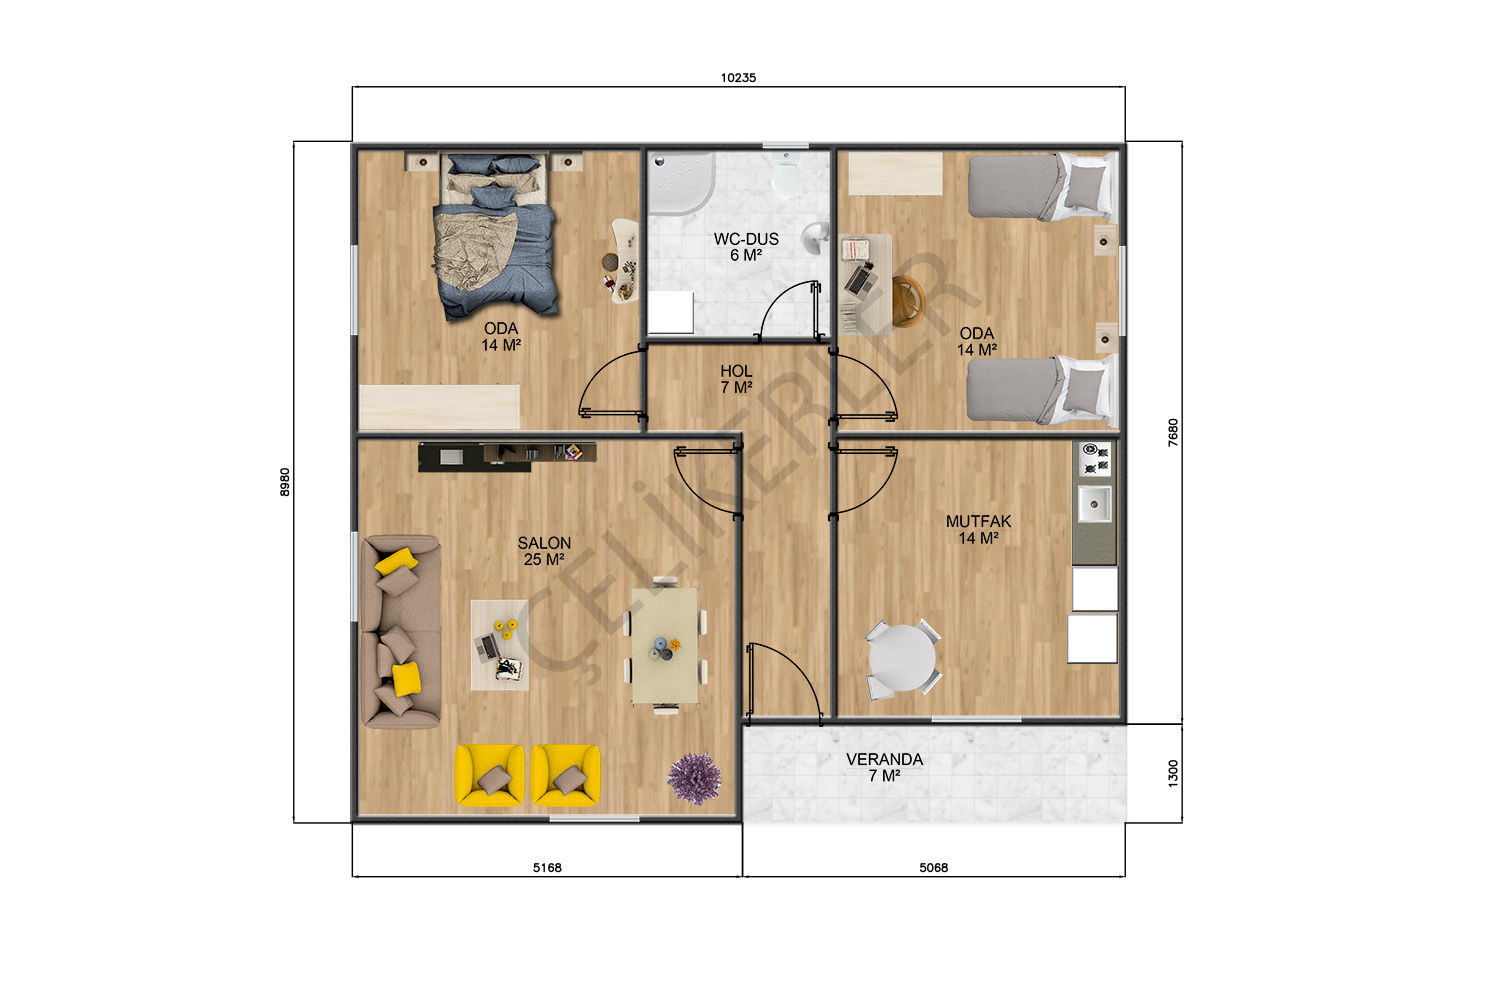 10235
WC-DUS
6 M²
ODA
14 M²
ODA
14 M²
HOL
7 M²
8980
7680
SALON
25 M²
MUTFAK
14 M²
ÇELİKERLER
VERANDA
7 M²
1300
5168
5068